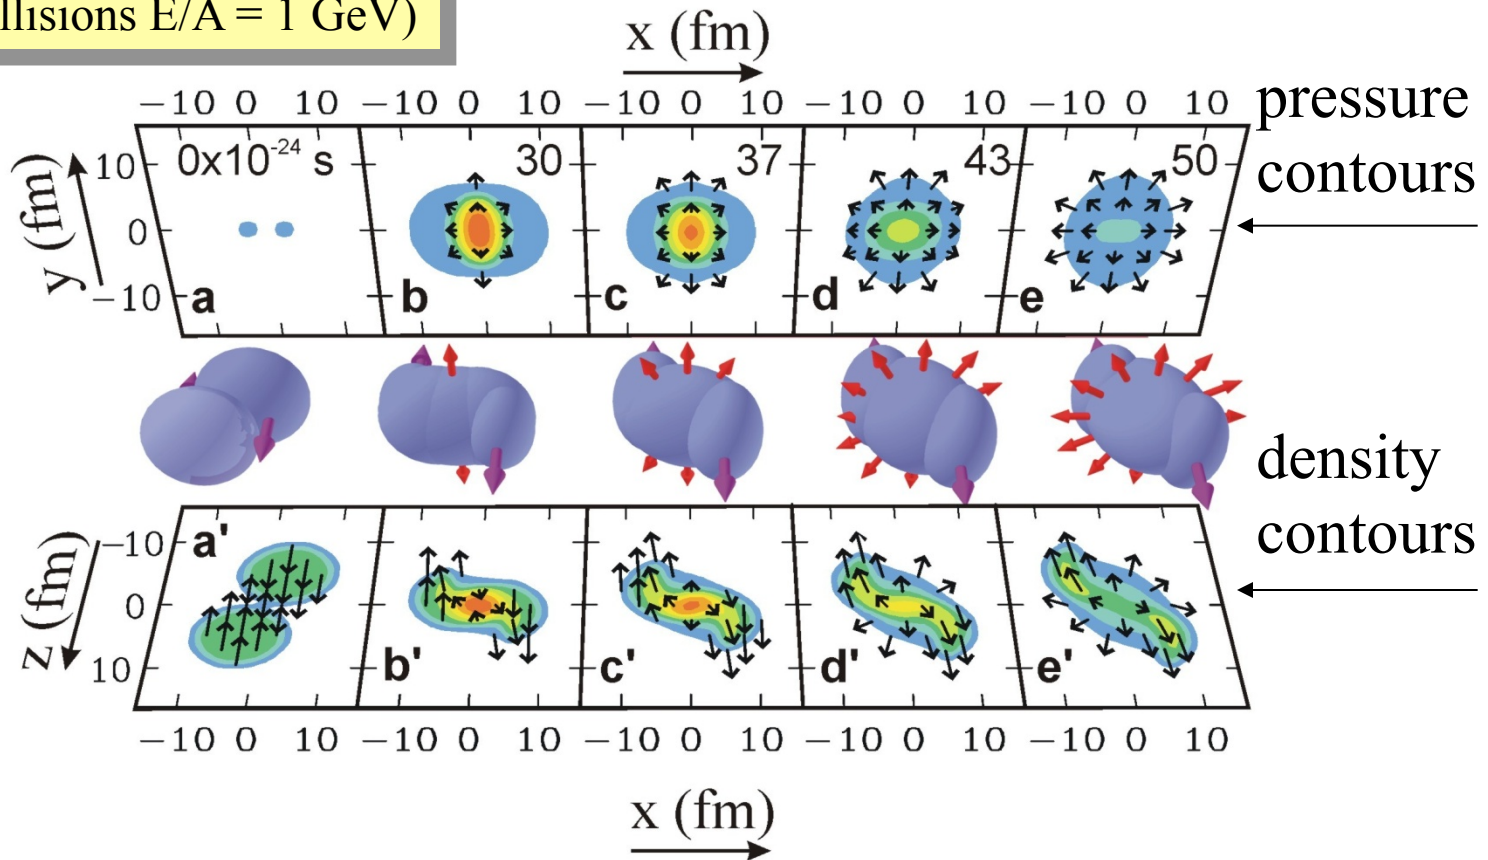 llisions E/A = 1 GeV)
x (fm)
−10 0 10 −10 0 10 −10 0 10 −10 0 10 −10 0 10
pressure
contours
y (fm)
10
0
−10
0x10-24 s
30
37
43
50
a
b
c
d
e
density
contours
z (fm)
−10
0
10
a'
b'
c'
d'
e'
−10 0 10 −10 0 10 −10 0 10 −10 0 10 −10 0 10
x (fm)